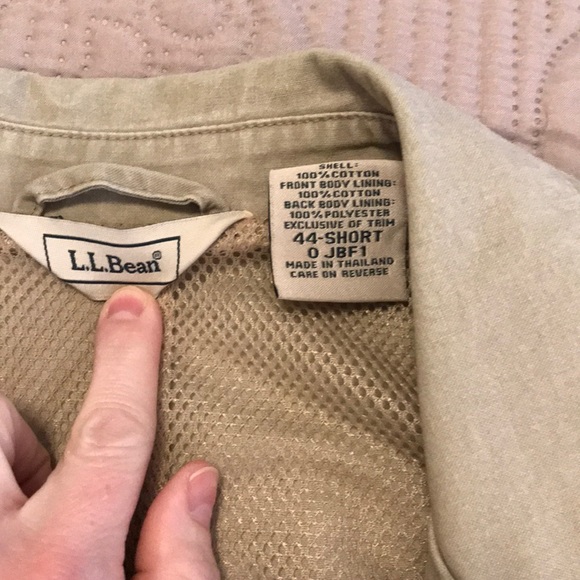 L.L.Bean®
SHELL:
100% COTTON
FRONT BODY LINING:
100% COTTON
BACK BODY LINING:
100% POLYESTER
EXCLUSIVE OF TRIM
44-SHORT
0 JBF1
MADE IN THAILAND
CARE ON REVERSE